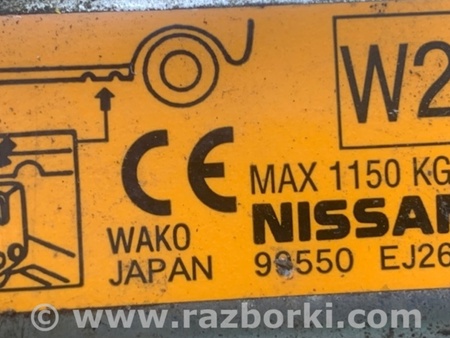 W2
CE
MAX 1150 KG
WAKO
NISSAN
JAPAN
99550 EJ26
© www.razborki.com